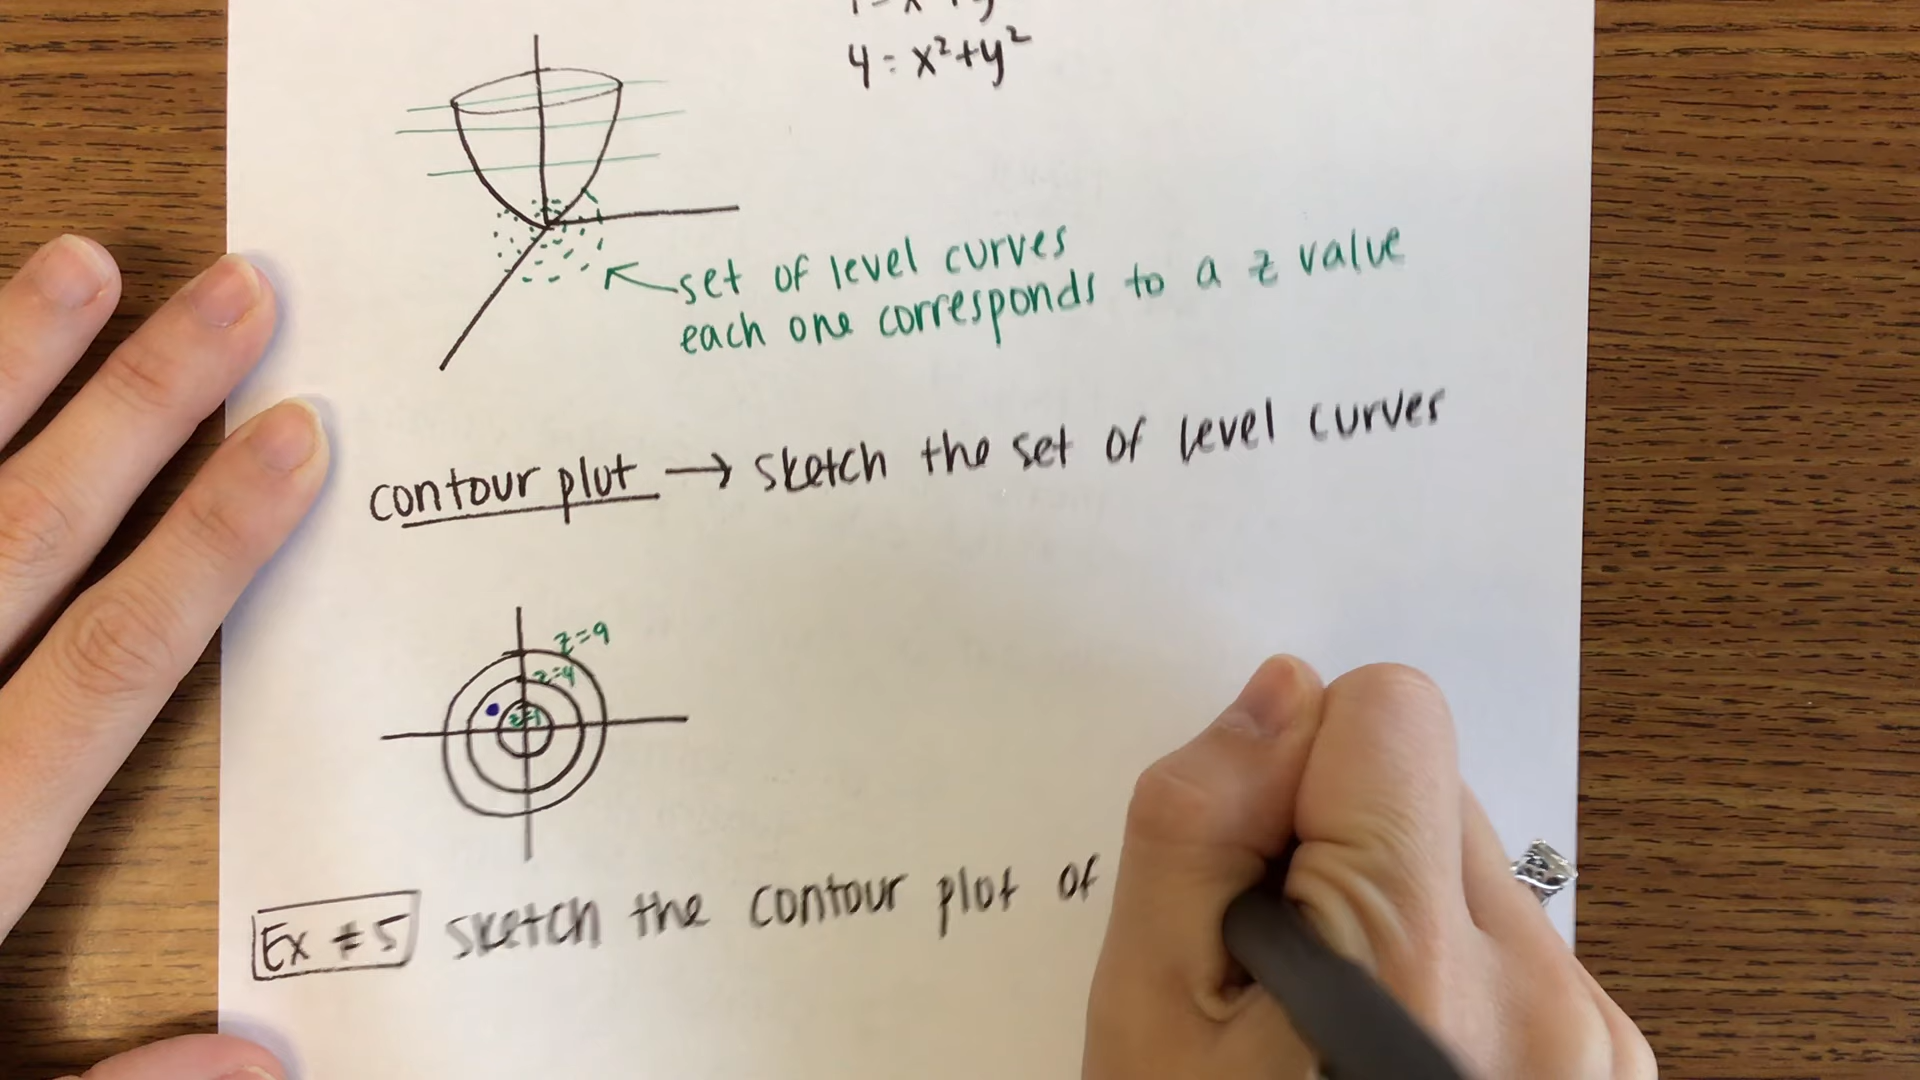 4 = x²+y²
set of level curves
each one corresponds to a z value
contour plot → sketch the set of level curves
z=9
z=4
z=1
Ex #5 sketch the contour plot of